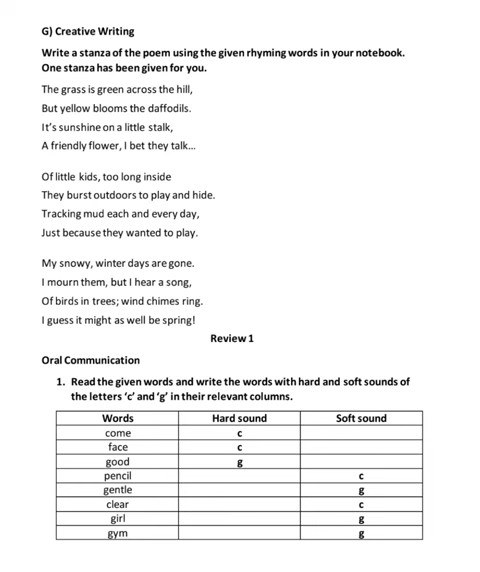 G) Creative Writing
Write a stanza of the poem using the given rhyming words in your notebook.
One stanza has been given for you.
The grass is green across the hill,
But yellow blooms the daffodils.
It's sunshine on a little stalk,
A friendly flower, I bet they talk...
Of little kids, too long inside
They burst outdoors to play and hide.
Tracking mud each and every day,
Just because they wanted to play.
My snowy, winter days are gone.
I mourn them, but I hear a song,
Of birds in trees; wind chimes ring.
I guess it might as well be spring!
Review 1
Oral Communication
1. Read the given words and write the words with hard and soft sounds of
the letters 'c' and 'g' in their relevant columns.
Words Hard sound Soft sound
come c
face c
good g
pencil c
gentle g
clear c
girl g
gym g